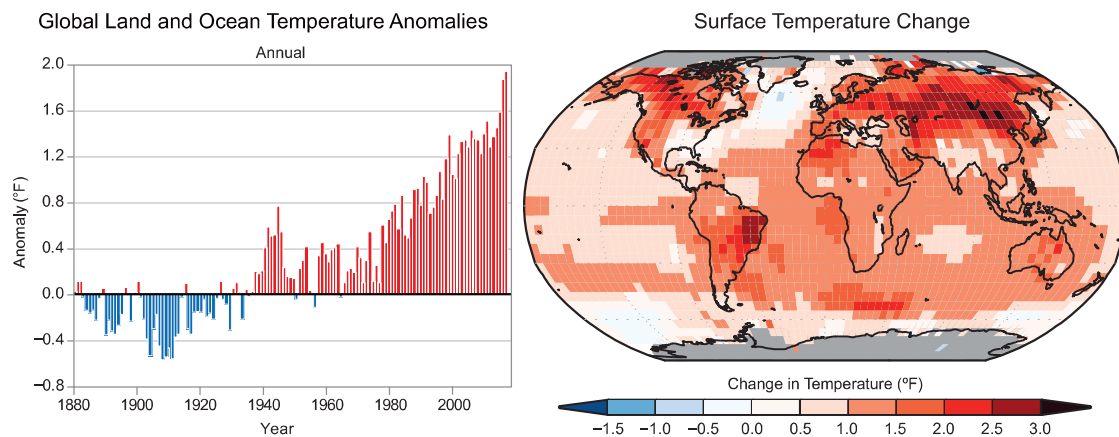 Global Land and Ocean Temperature Anomalies
Annual
Anomaly (°F)
2.0
1.6
1.2
0.8
0.4
0.0
−0.4
−0.8
1880
1900
1920
1940
1960
1980
2000
Year
Surface Temperature Change
Change in Temperature (ºF)
−1.5 −1.0 −0.5 0.0 0.5 1.0 1.5 2.0 2.5 3.0